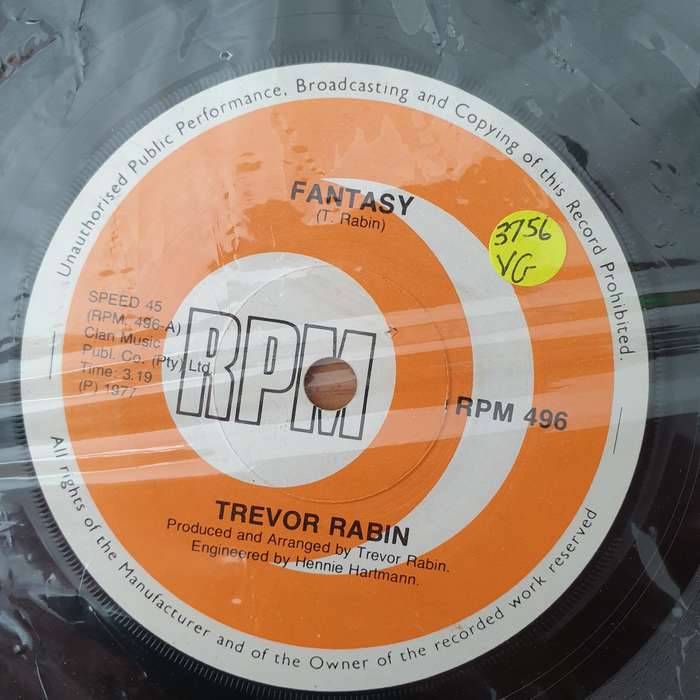 Unauthorised Public Performance, Broadcasting and Copying of this Record Prohibited.
FANTASY
(T. Rabin)
3756
VG
SPEED 45
(RPM. 496-A)
Clan Music
Publ. Co. (Pty) Ltd.
Time: 3.19
(P) 1977
RPM
RPM 496
TREVOR RABIN
Produced and Arranged by Trevor Rabin.
Engineered by Hennie Hartmann.
All rights of the Manufacturer and of the Owner of the recorded work reserved